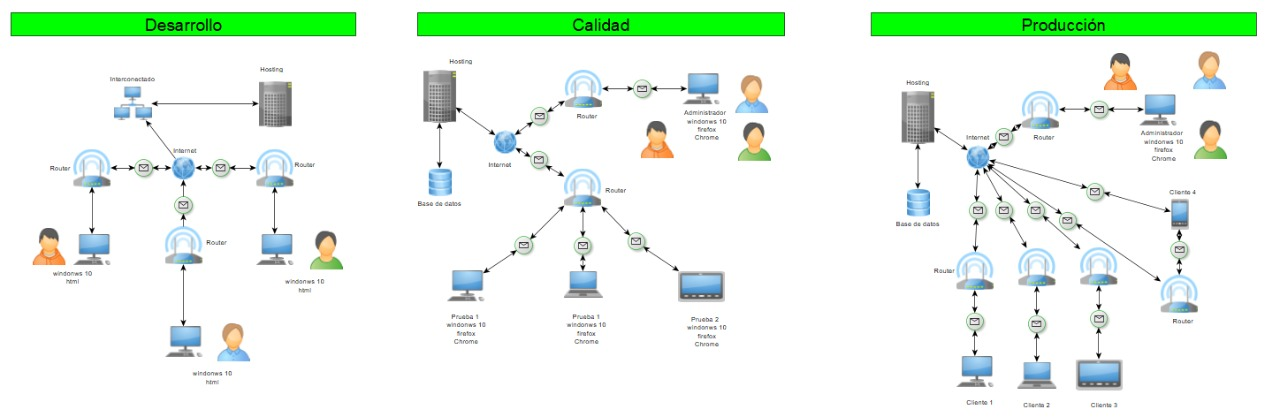 Desarrollo
Interconectado
Hosting
Internet
Router
Router
Router
windonws 10
html
windonws 10
html
windonws 10
html
Calidad
Hosting
Router
Administrador
windonws 10
firefox
Chrome
Internet
Router
Base de datos
Prueba 1
windonws 10
firefox
Chrome
Prueba 1
windonws 10
firefox
Chrome
Prueba 2
windonws 10
firefox
Chrome
Producción
Hosting
Router
Administrador
windonws 10
firefox
Chrome
Internet
Cliente 4
Base de datos
Router
Router
Cliente 1
Cliente 2
Cliente 3